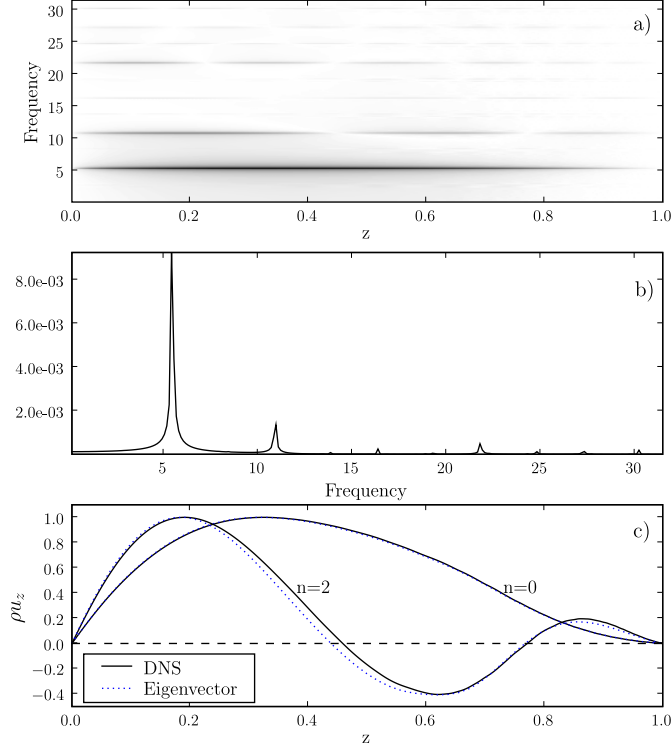 30
25
20
15
10
5
Frequency
a)
0.0 0.2 0.4 0.6 0.8 1.0
z
8.0e-03
6.0e-03
4.0e-03
2.0e-03
b)
5 10 15 20 25 30
Frequency
1.0
0.8
0.6
0.4
0.2
0.0
−0.2
−0.4
ρu_z
c)
n=2
n=0
DNS
Eigenvector
0.0 0.2 0.4 0.6 0.8 1.0
z